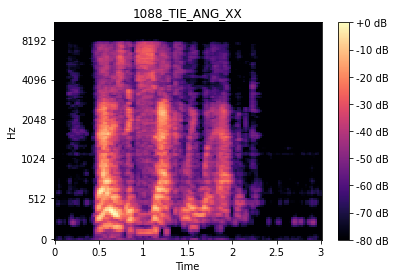 1088_TIE_ANG_XX
8192
4096
2048
1024
512
0
Hz
0
0.5
1
1.5
2
2.5
3
Time
+0 dB
-10 dB
-20 dB
-30 dB
-40 dB
-50 dB
-60 dB
-70 dB
-80 dB